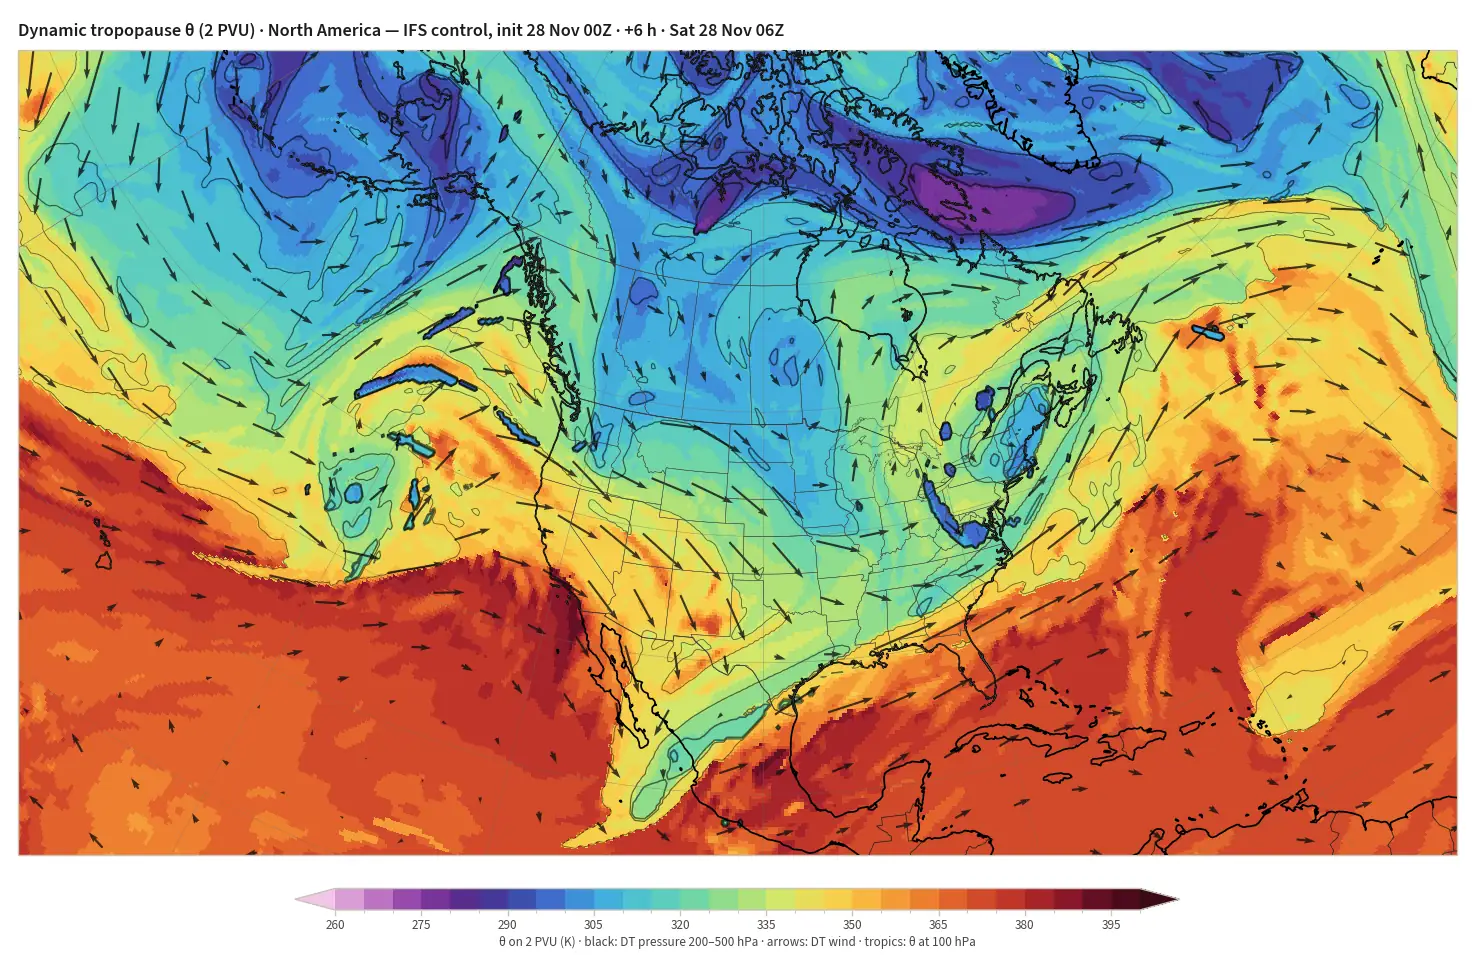 Dynamic tropopause θ (2 PVU) · North America — IFS control, init 28 Nov 00Z · +6 h · Sat 28 Nov 06Z
260 275 290 305 320 335 350 365 380 395
θ on 2 PVU (K) · black: DT pressure 200–500 hPa · arrows: DT wind · tropics: θ at 100 hPa